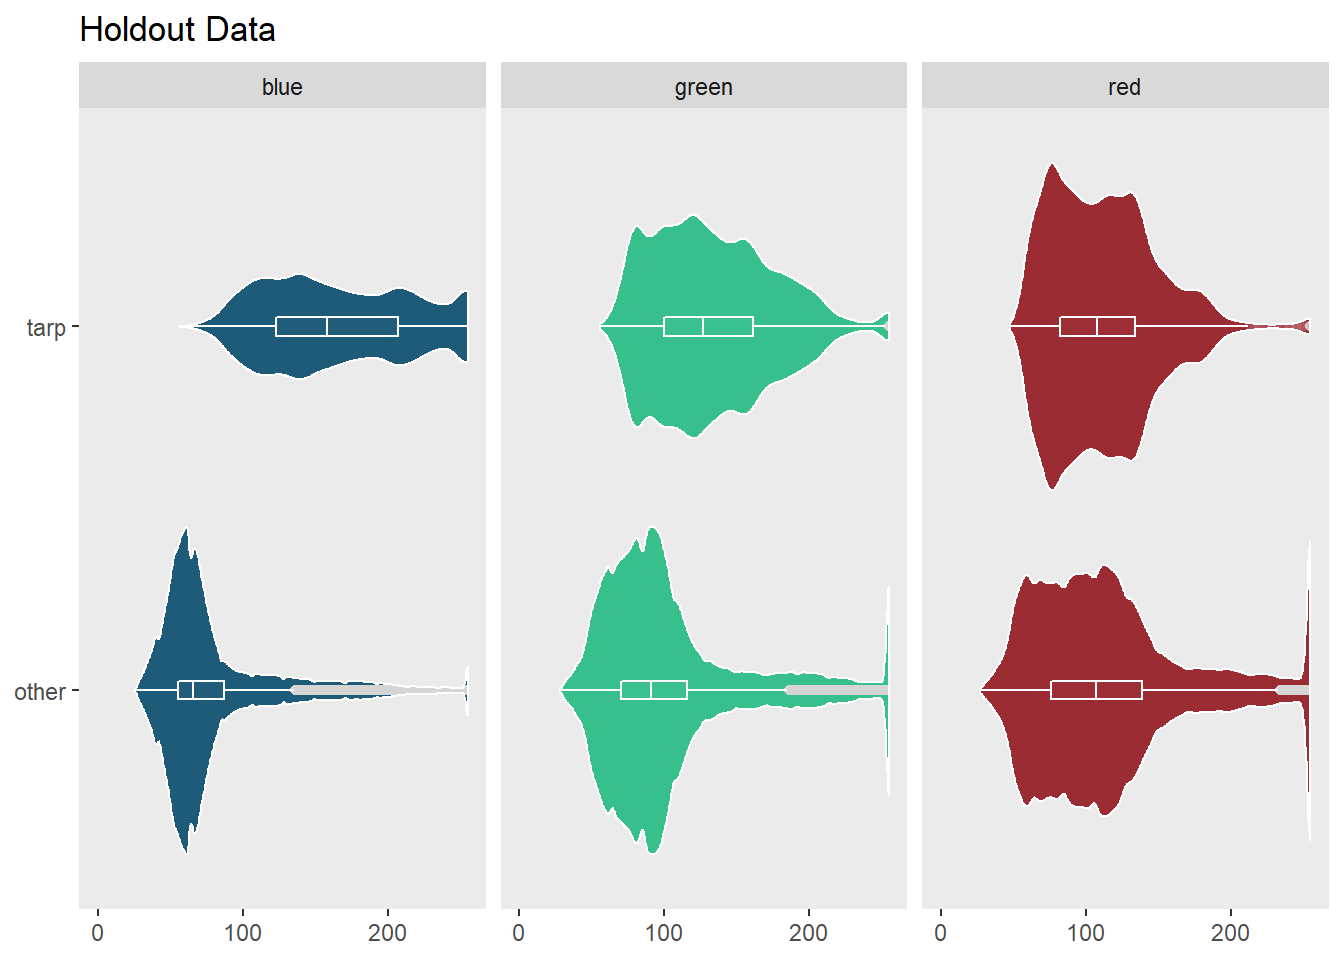 Holdout Data
blue green red
tarp
other
0 100 200 0 100 200 0 100 200